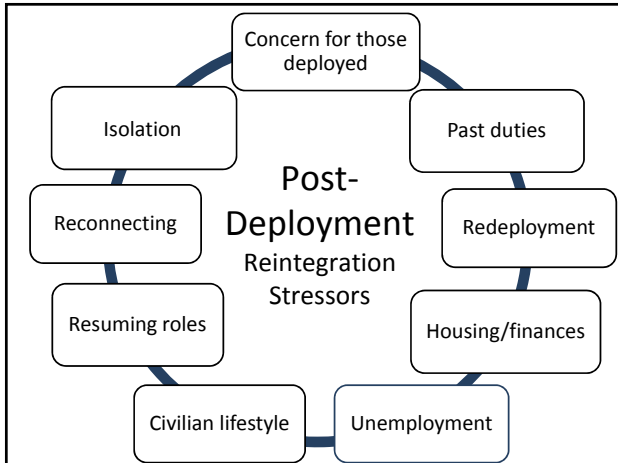 Concern for those
deployed
Past duties
Redeployment
Housing/finances
Unemployment
Civilian lifestyle
Resuming roles
Reconnecting
Isolation
Post-
Deployment
Reintegration
Stressors